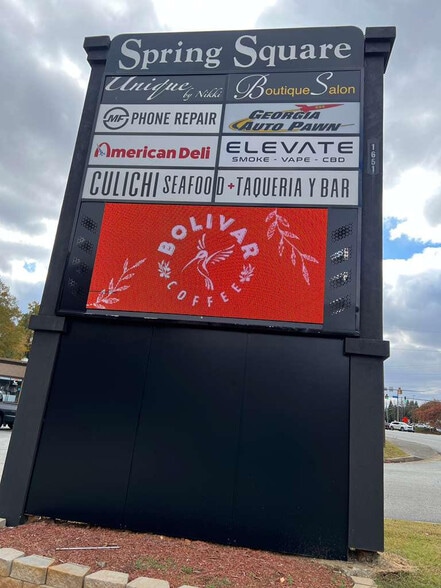 Spring Square
Unique by Nikki
Boutique Salon
MF PHONE REPAIR
GEORGIA
AUTO PAWN
American Deli
ELEVATE
SMOKE - VAPE - CBD
CULICHI SEAFOOD + TAQUERIA Y BAR
BOLIVAR
COFFEE
1651